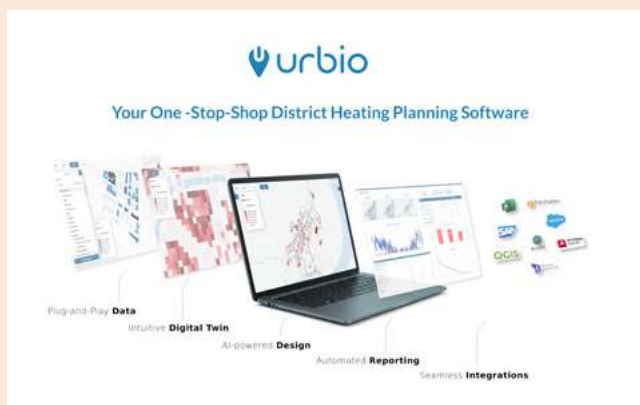 urbio
Your One -Stop-Shop District Heating Planning Software
SAP
QGIS
Plug-and-Play Data
Intuitive Digital Twin
AI-powered Design
Automated Reporting
Seamless Integrations